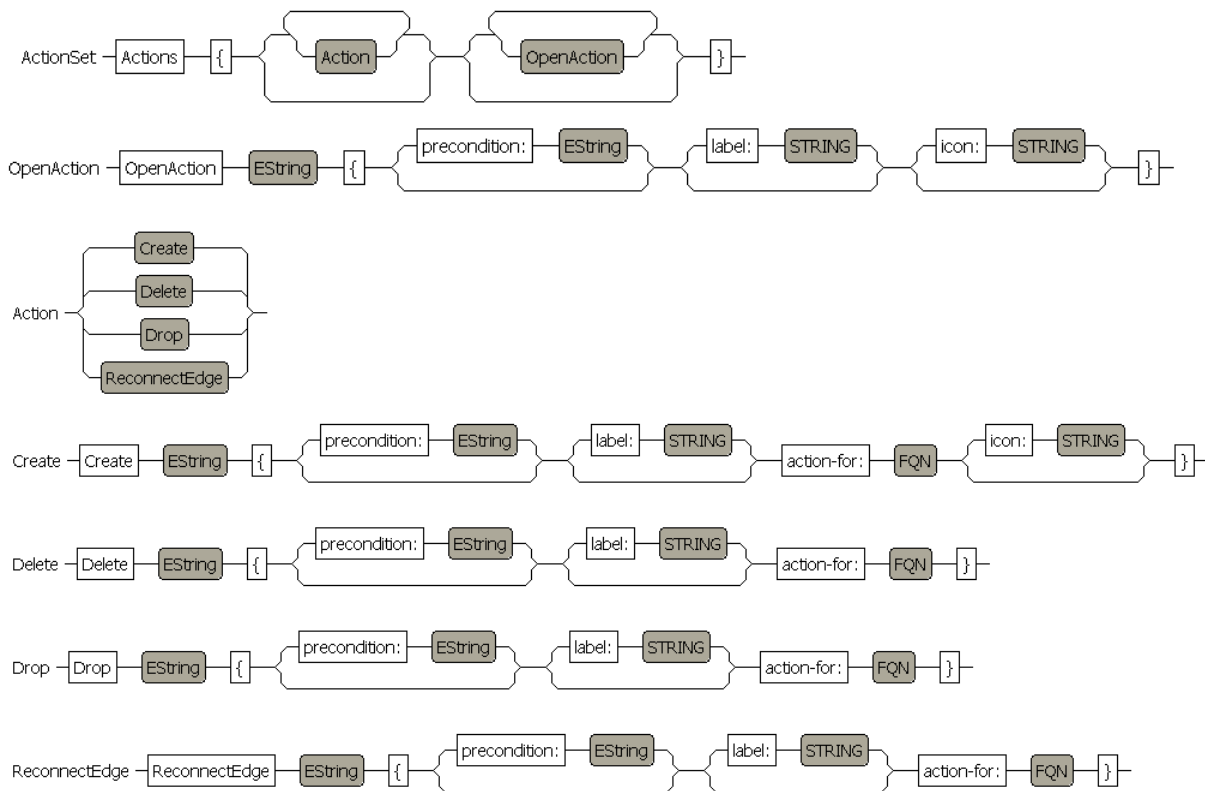 ActionSet Actions { Action OpenAction }
OpenAction OpenAction EString { precondition: EString label: STRING icon: STRING }
Create
Delete
Action
Drop
ReconnectEdge
Create Create EString { precondition: EString label: STRING action-for: FQN icon: STRING }
Delete Delete EString { precondition: EString label: STRING action-for: FQN }
Drop Drop EString { precondition: EString label: STRING action-for: FQN }
ReconnectEdge ReconnectEdge EString { precondition: EString label: STRING action-for: FQN }